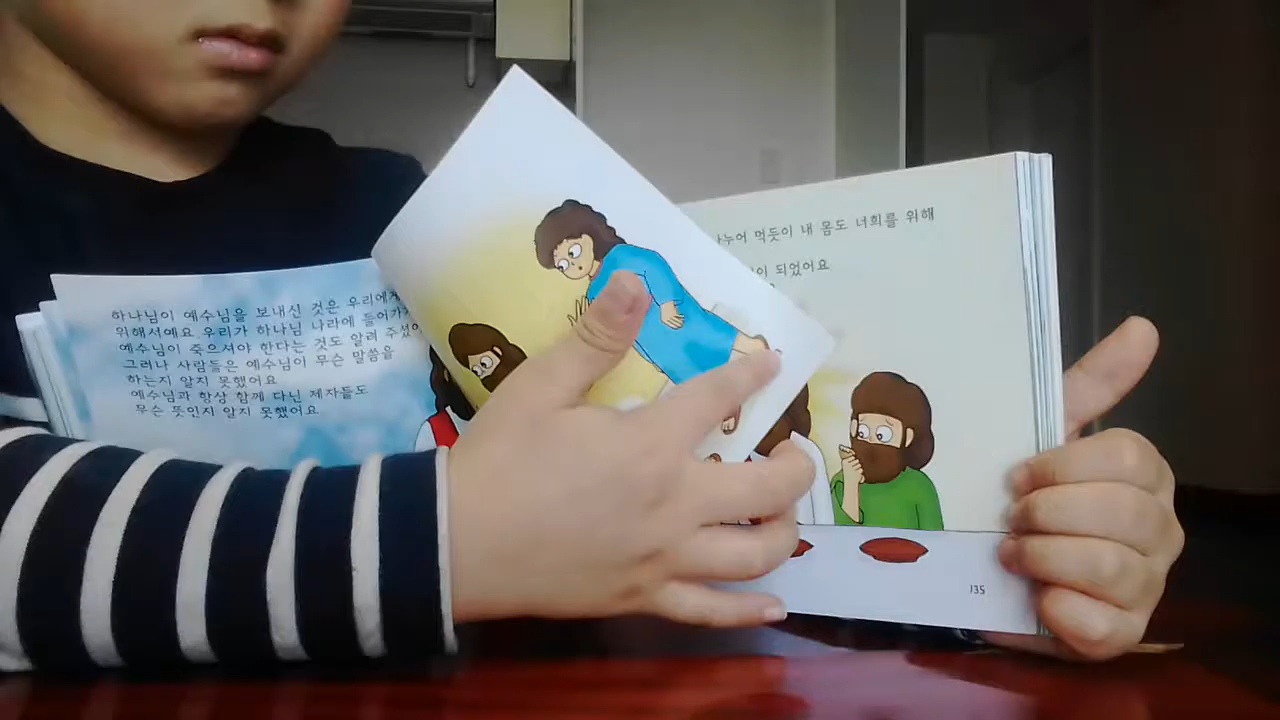 하나님이 예수님을 보내신 것은 우리에게
위해서예요 우리가 하나님 나라에 들어가
예수님이 죽으셔야 한다는 것도 알려 주셨어
그러나 사람들은 예수님이 무슨 말씀을
하는지 알지 못했어요
예수님과 항상 함께 다닌 제자들도
무슨 뜻인지 알지 못했어요
나누어 먹듯이 내 몸도 너희를 위해
되었어요
135